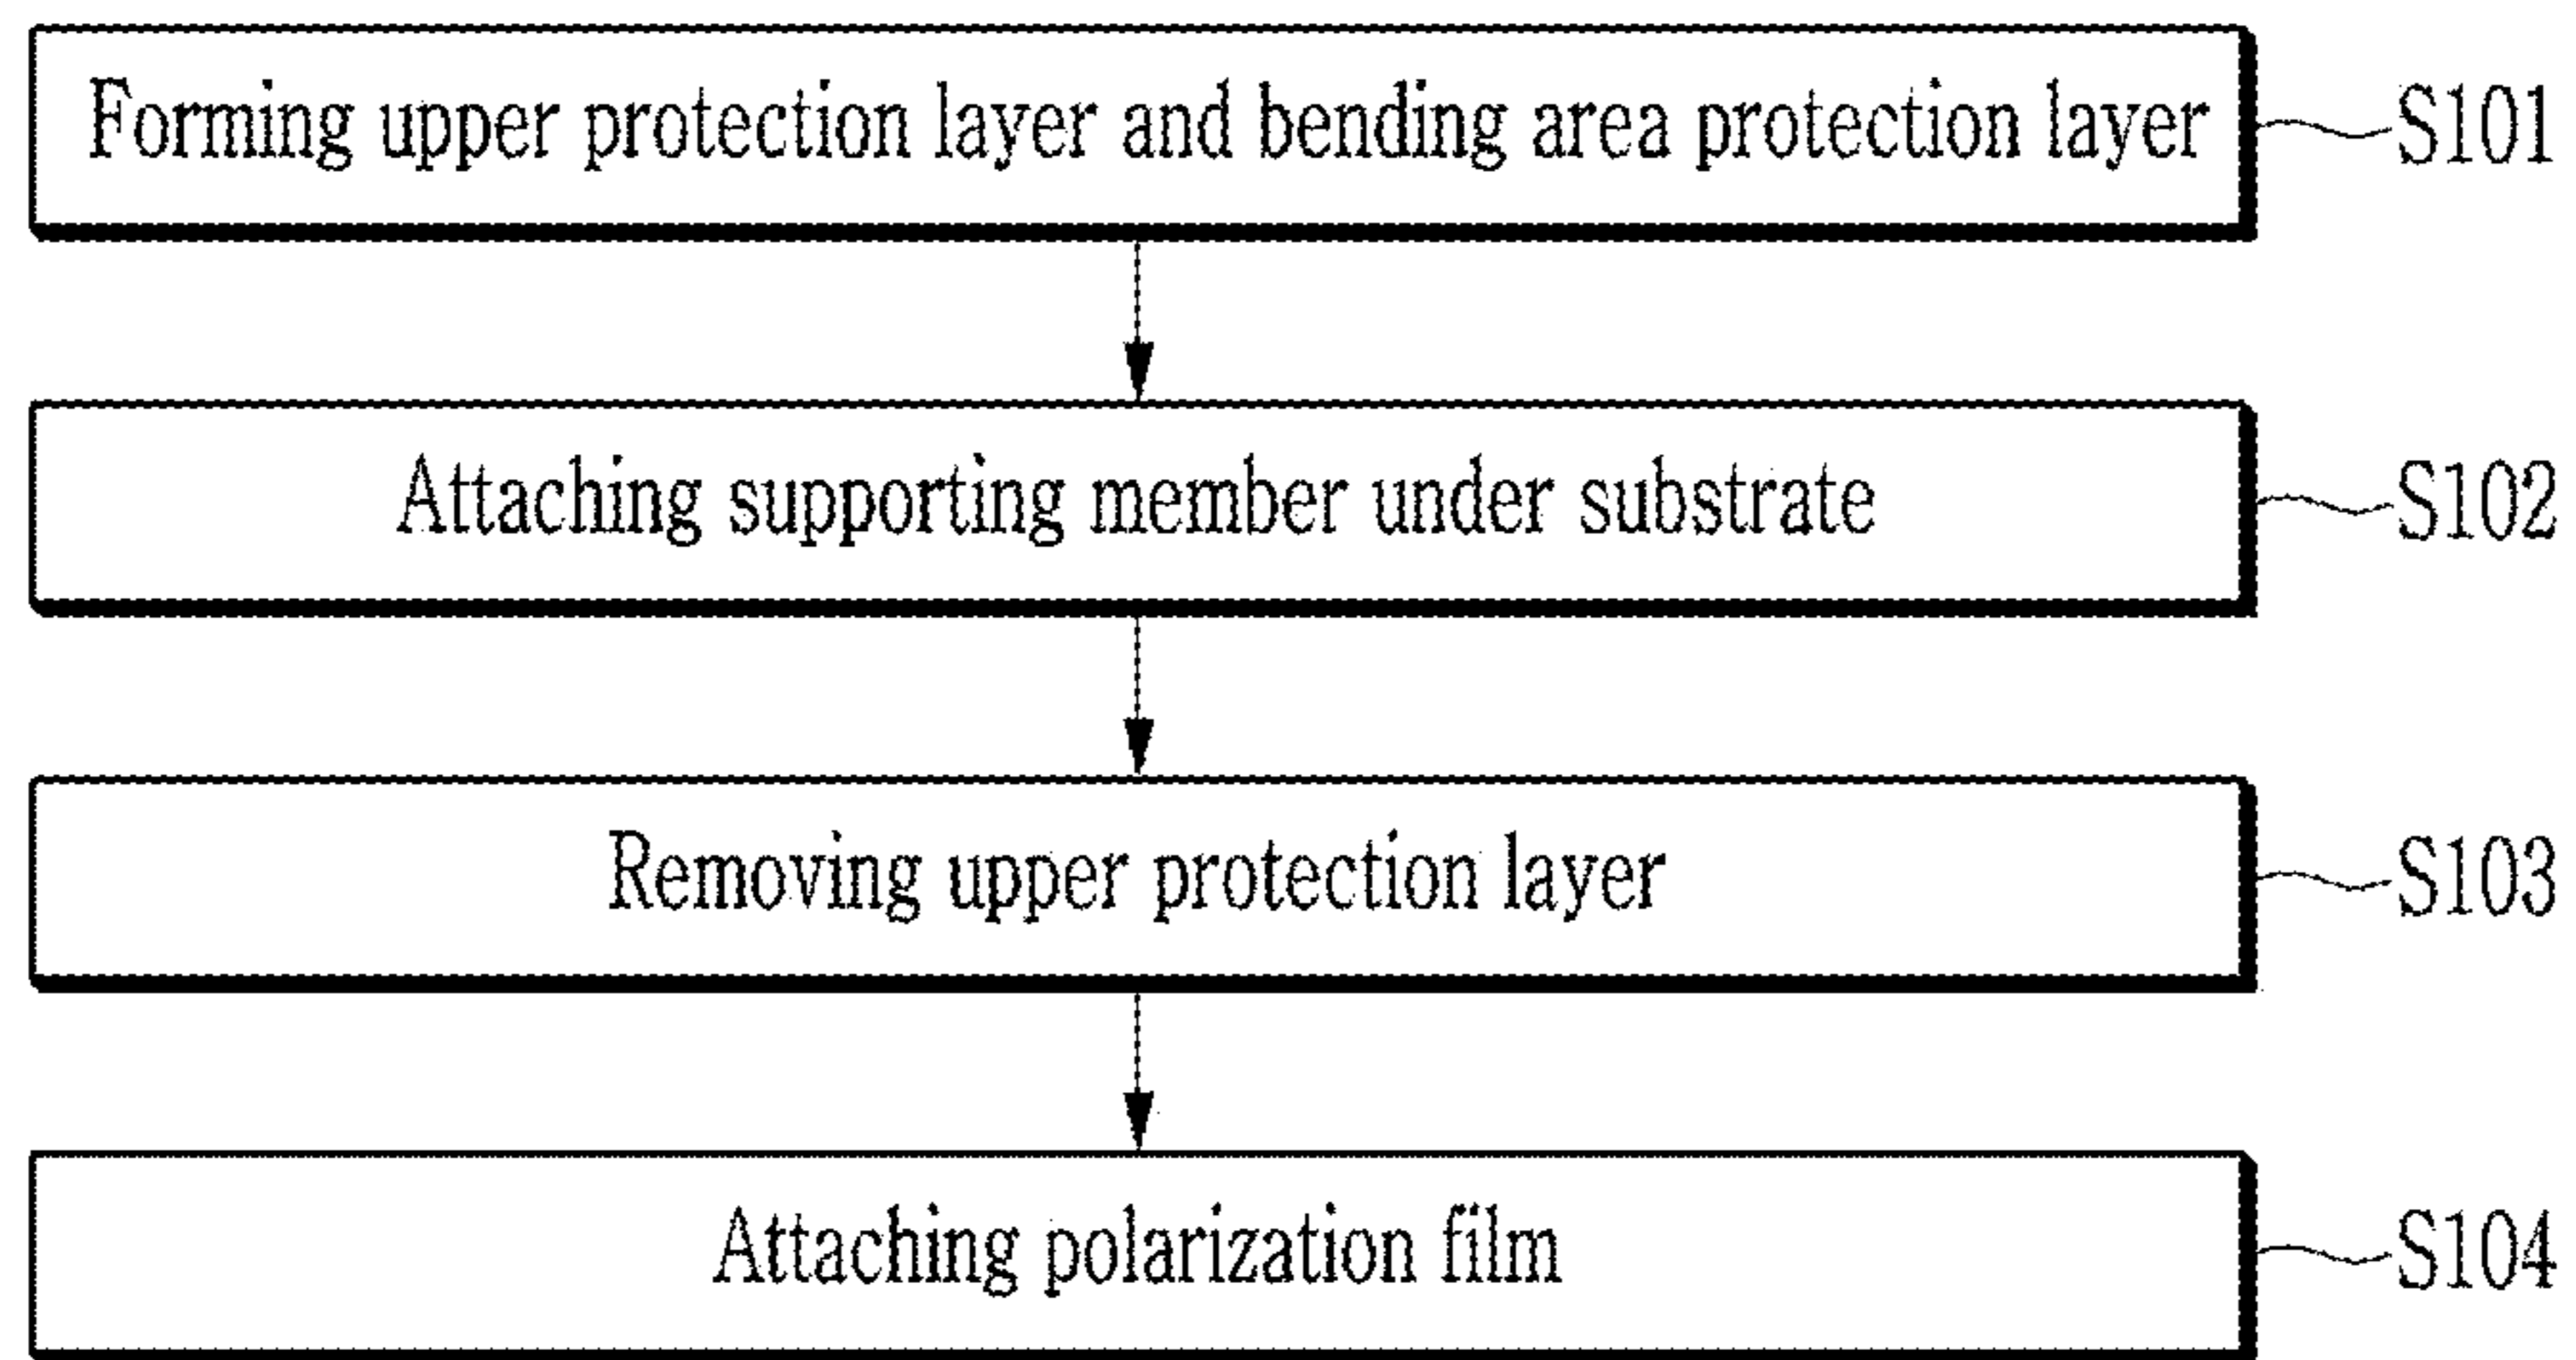 Forming upper protection layer and bending area protection layer S101
Attaching supporting member under substrate S102
Removing upper protection layer S103
Attaching polarization film S104